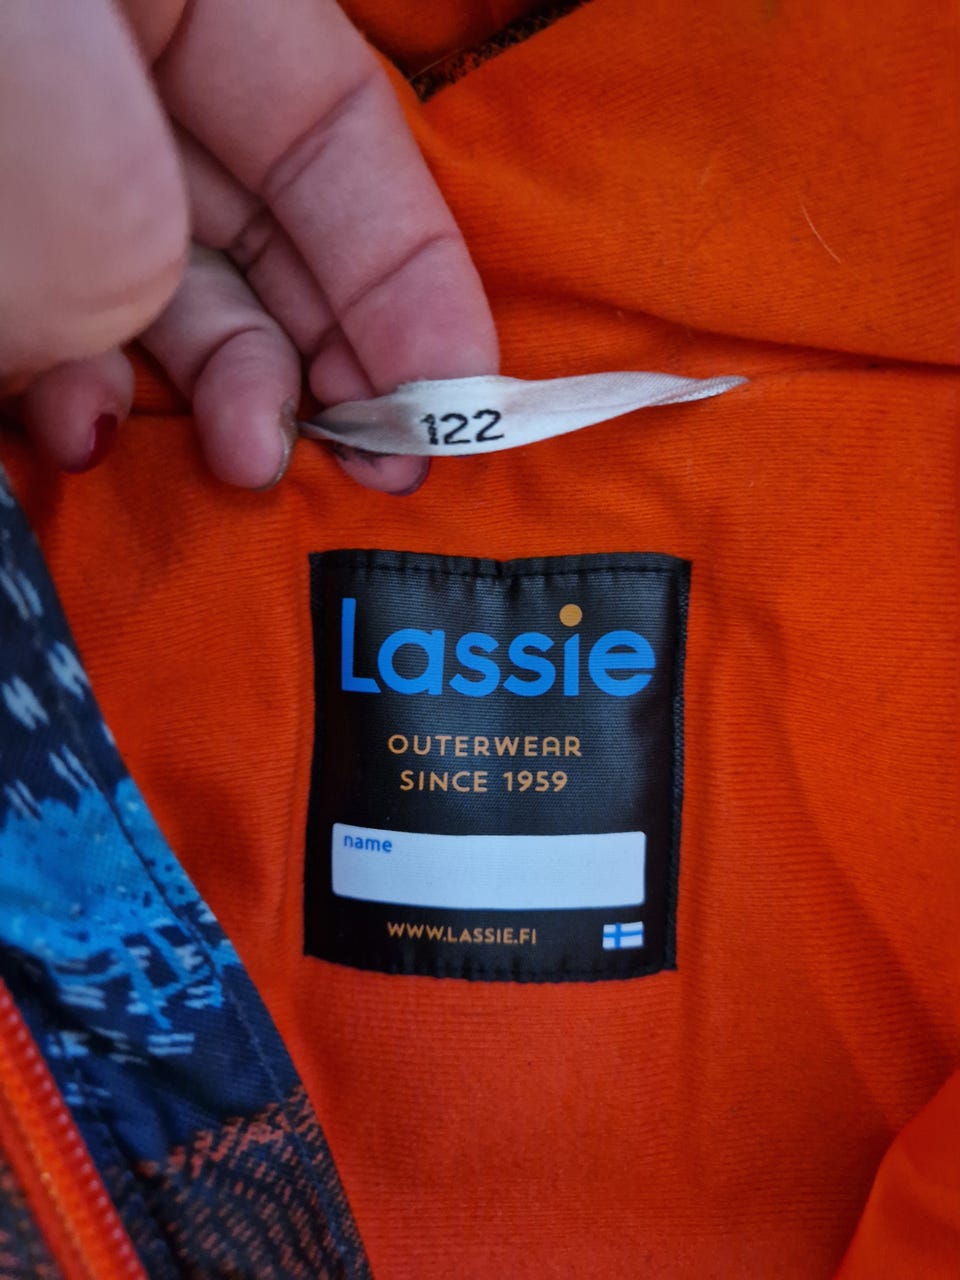 122
Lassie
OUTERWEAR
SINCE 1959
name
WWW.LASSIE.FI